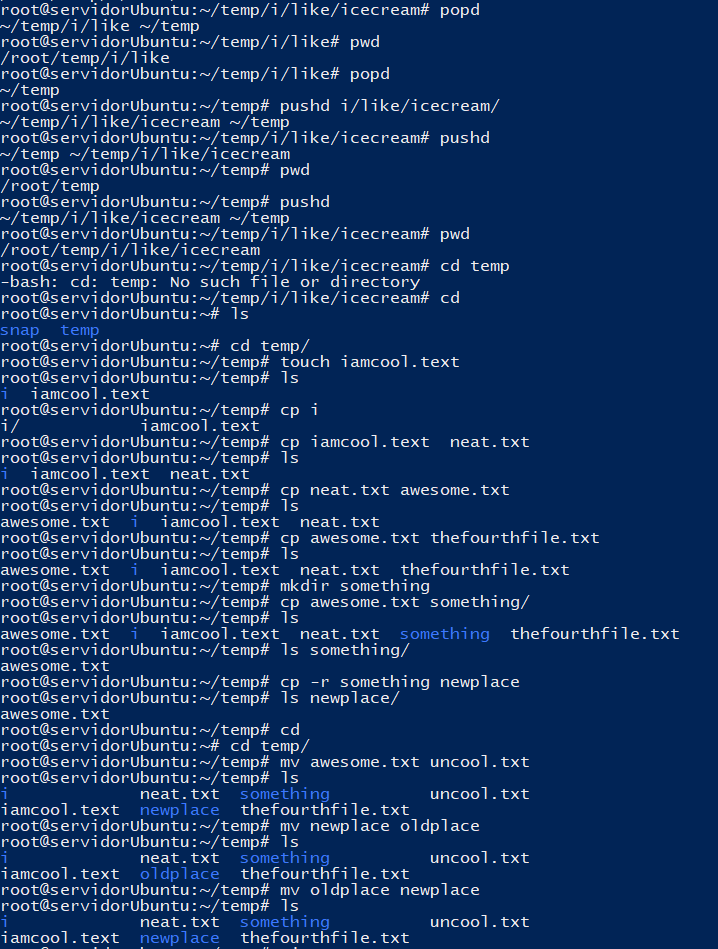 root@servidorUbuntu:~/temp/i/like/icecream# popd
~/temp/i/like ~/temp
root@servidorUbuntu:~/temp/i/like# pwd
/root/temp/i/like
root@servidorUbuntu:~/temp/i/like# popd
~/temp
root@servidorUbuntu:~/temp# pushd i/like/icecream/
~/temp/i/like/icecream ~/temp
root@servidorUbuntu:~/temp/i/like/icecream# pushd
~/temp ~/temp/i/like/icecream
root@servidorUbuntu:~/temp# pwd
/root/temp
root@servidorUbuntu:~/temp# pushd
~/temp/i/like/icecream ~/temp
root@servidorUbuntu:~/temp/i/like/icecream# pwd
/root/temp/i/like/icecream
root@servidorUbuntu:~/temp/i/like/icecream# cd temp
-bash: cd: temp: No such file or directory
root@servidorUbuntu:~/temp/i/like/icecream# cd
root@servidorUbuntu:~# ls
snap  temp
root@servidorUbuntu:~# cd temp/
root@servidorUbuntu:~/temp# touch iamcool.text
root@servidorUbuntu:~/temp# ls
i  iamcool.text
root@servidorUbuntu:~/temp# cp i
i/            iamcool.text
root@servidorUbuntu:~/temp# cp iamcool.text  neat.txt
root@servidorUbuntu:~/temp# ls
i  iamcool.text  neat.txt
root@servidorUbuntu:~/temp# cp neat.txt awesome.txt
root@servidorUbuntu:~/temp# ls
awesome.txt  i  iamcool.text  neat.txt
root@servidorUbuntu:~/temp# cp awesome.txt thefourthfile.txt
root@servidorUbuntu:~/temp# ls
awesome.txt  i  iamcool.text  neat.txt  thefourthfile.txt
root@servidorUbuntu:~/temp# mkdir something
root@servidorUbuntu:~/temp# cp awesome.txt something/
root@servidorUbuntu:~/temp# ls
awesome.txt  i  iamcool.text  neat.txt  something  thefourthfile.txt
root@servidorUbuntu:~/temp# ls something/
awesome.txt
root@servidorUbuntu:~/temp# cp -r something newplace
root@servidorUbuntu:~/temp# ls newplace/
awesome.txt
root@servidorUbuntu:~/temp# cd
root@servidorUbuntu:~# cd temp/
root@servidorUbuntu:~/temp# mv awesome.txt uncool.txt
root@servidorUbuntu:~/temp# ls
i             neat.txt  something          uncool.txt
iamcool.text  newplace  thefourthfile.txt
root@servidorUbuntu:~/temp# mv newplace oldplace
root@servidorUbuntu:~/temp# ls
i             neat.txt  something          uncool.txt
iamcool.text  oldplace  thefourthfile.txt
root@servidorUbuntu:~/temp# mv oldplace newplace
root@servidorUbuntu:~/temp# ls
i             neat.txt  something          uncool.txt
iamcool.text  newplace  thefourthfile.txt